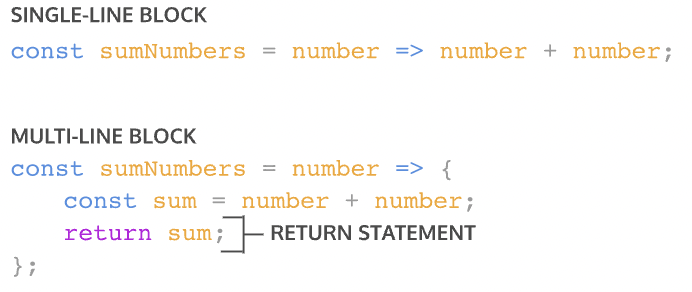 SINGLE-LINE BLOCK
const sumNumbers = number => number + number;
MULTI-LINE BLOCK
const sumNumbers = number => {
const sum = number + number;
return sum; RETURN STATEMENT
};